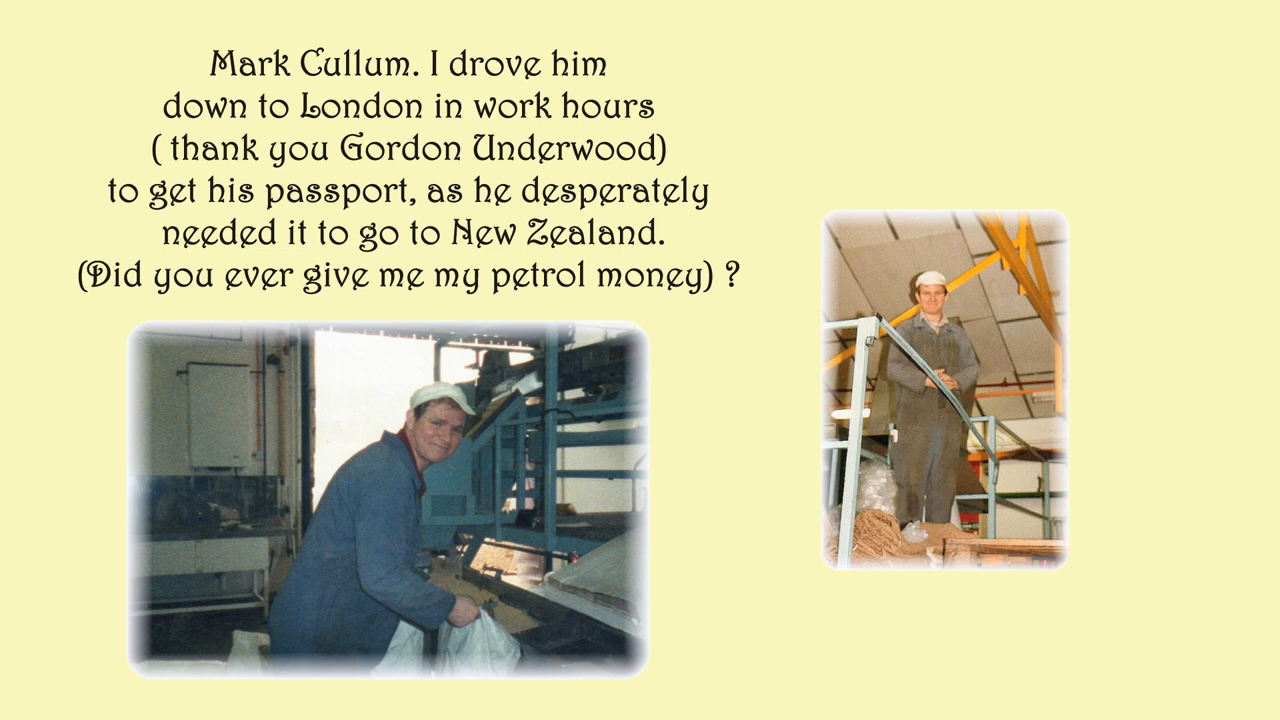 Mark Cullum. I drove him
down to London in work hours
( thank you Gordon Underwood)
to get his passport, as he desperately
needed it to go to New Zealand.
(Did you ever give me my petrol money) ?